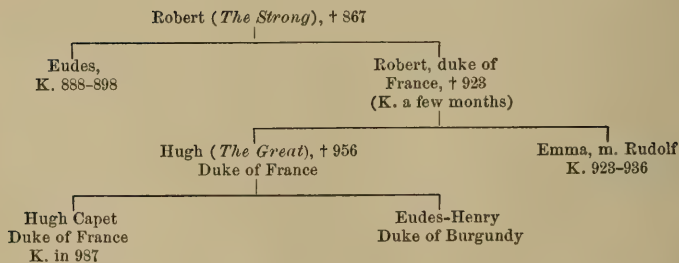 Robert (The Strong), † 867
Eudes,
K. 888–898
Robert, duke of
France, † 923
(K. a few months)
Hugh (The Great), † 956
Duke of France
Emma, m. Rudolf
K. 923–936
Hugh Capet
Duke of France
K. in 987
Eudes-Henry
Duke of Burgundy